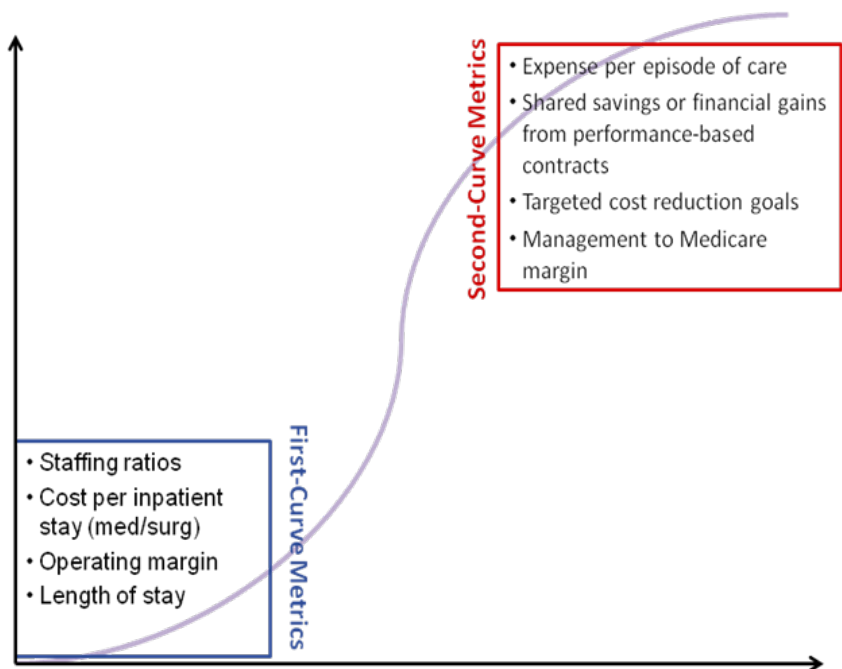 Second-Curve Metrics
• Expense per episode of care
• Shared savings or financial gains
from performance-based
contracts
• Targeted cost reduction goals
• Management to Medicare
margin
• Staffing ratios
• Cost per inpatient
stay (med/surg)
• Operating margin
• Length of stay
First-Curve Metrics